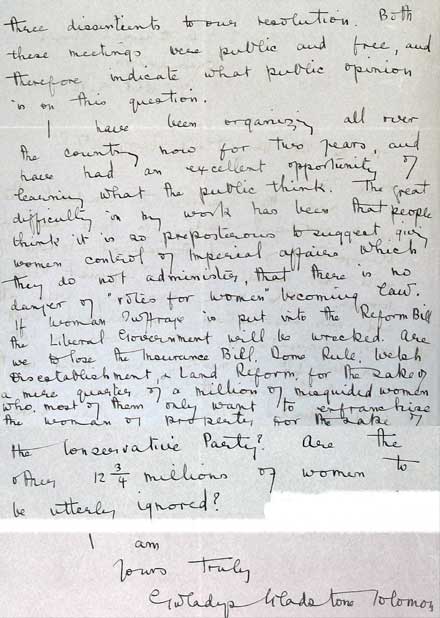 three dissentients to our resolution. Both
these meetings were public and free, and
therefore indicate what public opinion
is on this question.
I have been organizing all over
the country now for two years, and
have had an excellent opportunity of
learning what the public think. The great
difficulty in my work has been that people
think it is so preposterous to suggest giving
women control of Imperial affairs which
they do not administer, that there is no
danger of "votes for women" becoming law.
If Woman Suffrage is put into the Reform Bill
the Liberal Government will be wrecked. Are
we to lose the Insurance Bill, Home Rule, Welsh
disestablishment, & Land Reform, for the sake of
a mere quarter of a million of misguided women
who, most of them only want to enfranchise
the woman of property for the sake of
the Conservative Party? Are the
other 12 3/4 millions of women to
be utterly ignored?
I am
Yours Truly
Gwladys Gladstone Solomon